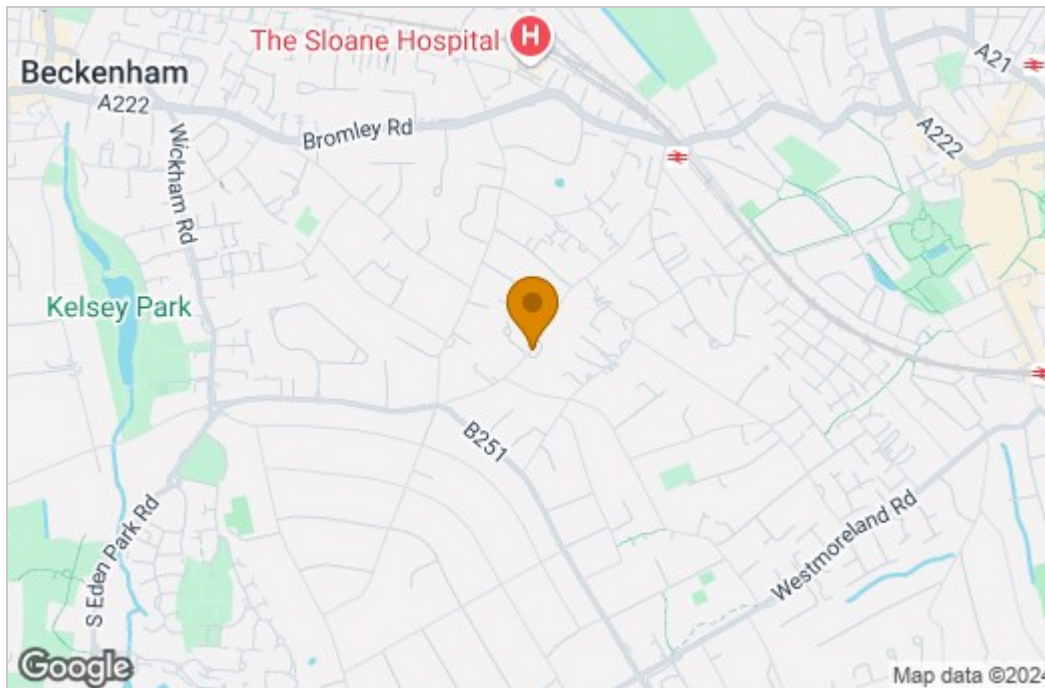 The Sloane Hospital
H
Beckenham
A21
A222
Bromley Rd
A222
Wickham Rd
Kelsey Park
B251
S Eden Park Rd
Westmoreland Rd
Google
Map data ©2024